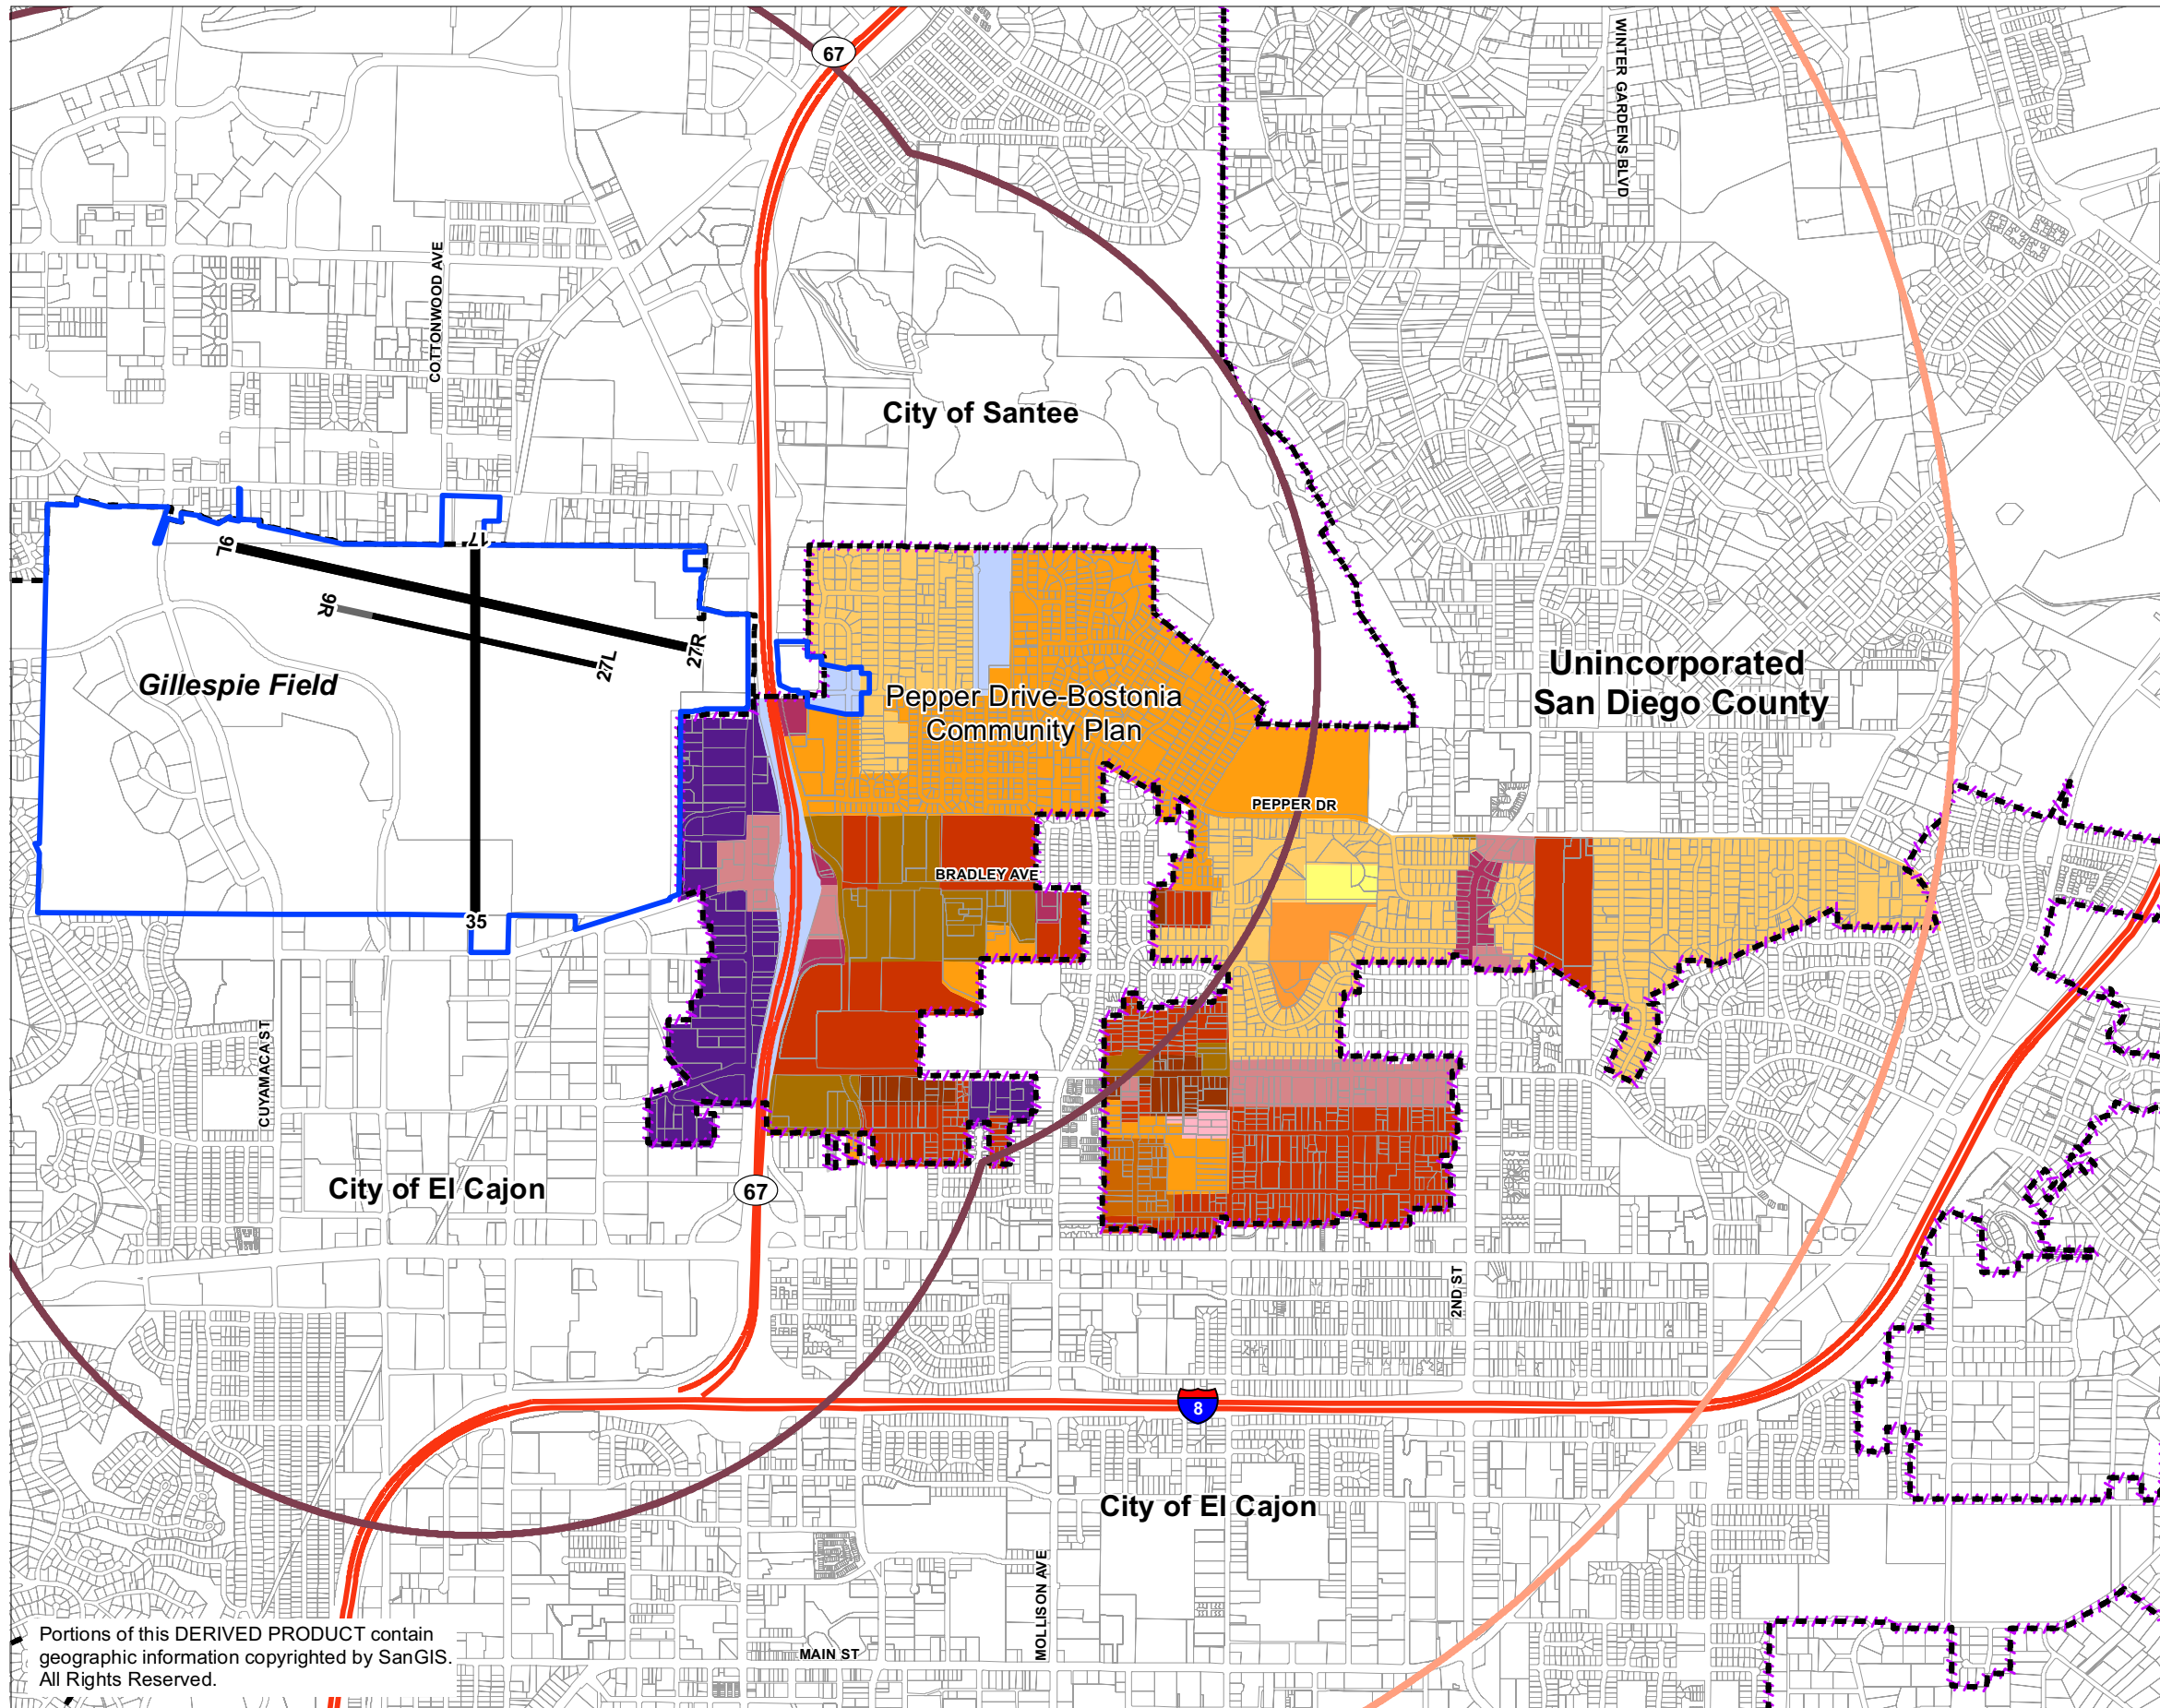 67
WINTER GARDENS BLVD
COTTONWOOD AVE
City of Santee
17
9L
9R
27R
27L
Gillespie Field
Unincorporated
San Diego County
Pepper Drive-Bostonia
Community Plan
PEPPER DR
BRADLEY AVE
35
CUYAMACA ST
City of El Cajon
67
2ND ST
8
City of El Cajon
MOLLISON AVE
MAIN ST
Portions of this DERIVED PRODUCT contain
geographic information copyrighted by SanGIS.
All Rights Reserved.